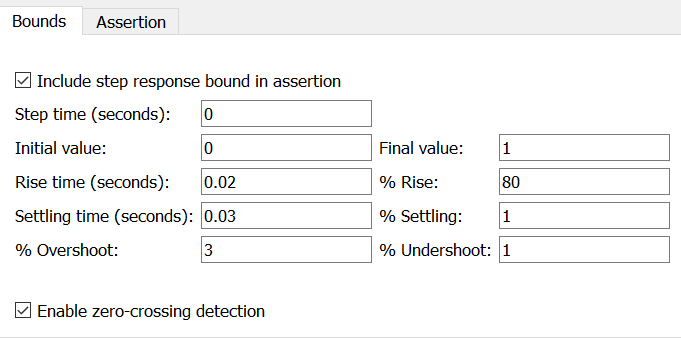 Bounds Assertion
Include step response bound in assertion
Step time (seconds): 0
Initial value: 0 Final value: 1
Rise time (seconds): 0.02 % Rise: 80
Settling time (seconds): 0.03 % Settling: 1
% Overshoot: 3 % Undershoot: 1
Enable zero-crossing detection